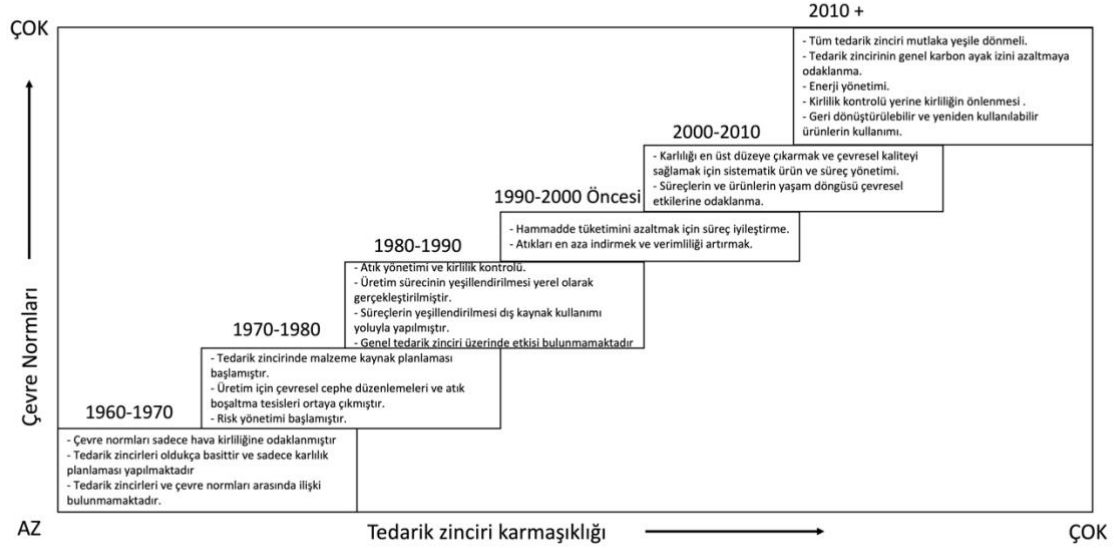 2010 +
ÇOK
- Tüm tedarik zinciri mutlaka yeşile dönmeli.
- Tedarik zincirinin genel karbon ayak izini azaltmaya
odaklanma.
- Enerji yönetimi.
- Kirlilik kontrolü yerine kirliliğin önlenmesi .
- Geri dönüştürülebilir ve yeniden kullanılabilir
ürünlerin kullanımı.
2000-2010
- Karlılığı en üst düzeye çıkarmak ve çevresel kaliteyi
sağlamak için sistematik ürün ve süreç yönetimi.
- Süreçlerin ve ürünlerin yaşam döngüsü çevresel
etkilerine odaklanma.
1990-2000 Öncesi
- Hammadde tüketimini azaltmak için süreç iyileştirme.
- Atıkları en aza indirmek ve verimliliği artırmak.
1980-1990
- Atık yönetimi ve kirlilik kontrolü.
- Üretim sürecinin yeşillendirilmesi yerel olarak
gerçekleştirilmiştir.
- Süreçlerin yeşillendirilmesi dış kaynak kullanımı
yoluyla yapılmıştır.
- Genel tedarik zinciri üzerinde etkisi bulunmamaktadır
1970-1980
- Tedarik zincirinde malzeme kaynak planlaması
başlamıştır.
- Üretim için çevresel cephe düzenlemeleri ve atık
boşaltma tesisleri ortaya çıkmıştır.
- Risk yönetimi başlamıştır.
1960-1970
- Çevre normları sadece hava kirliliğine odaklanmıştır
- Tedarik zincirleri oldukça basittir ve sadece karlılık
planlaması yapılmaktadır
- Tedarik zincirleri ve çevre normları arasında ilişki
bulunmamaktadır.
Çevre Normları
AZ
Tedarik zinciri karmaşıklığı
ÇOK